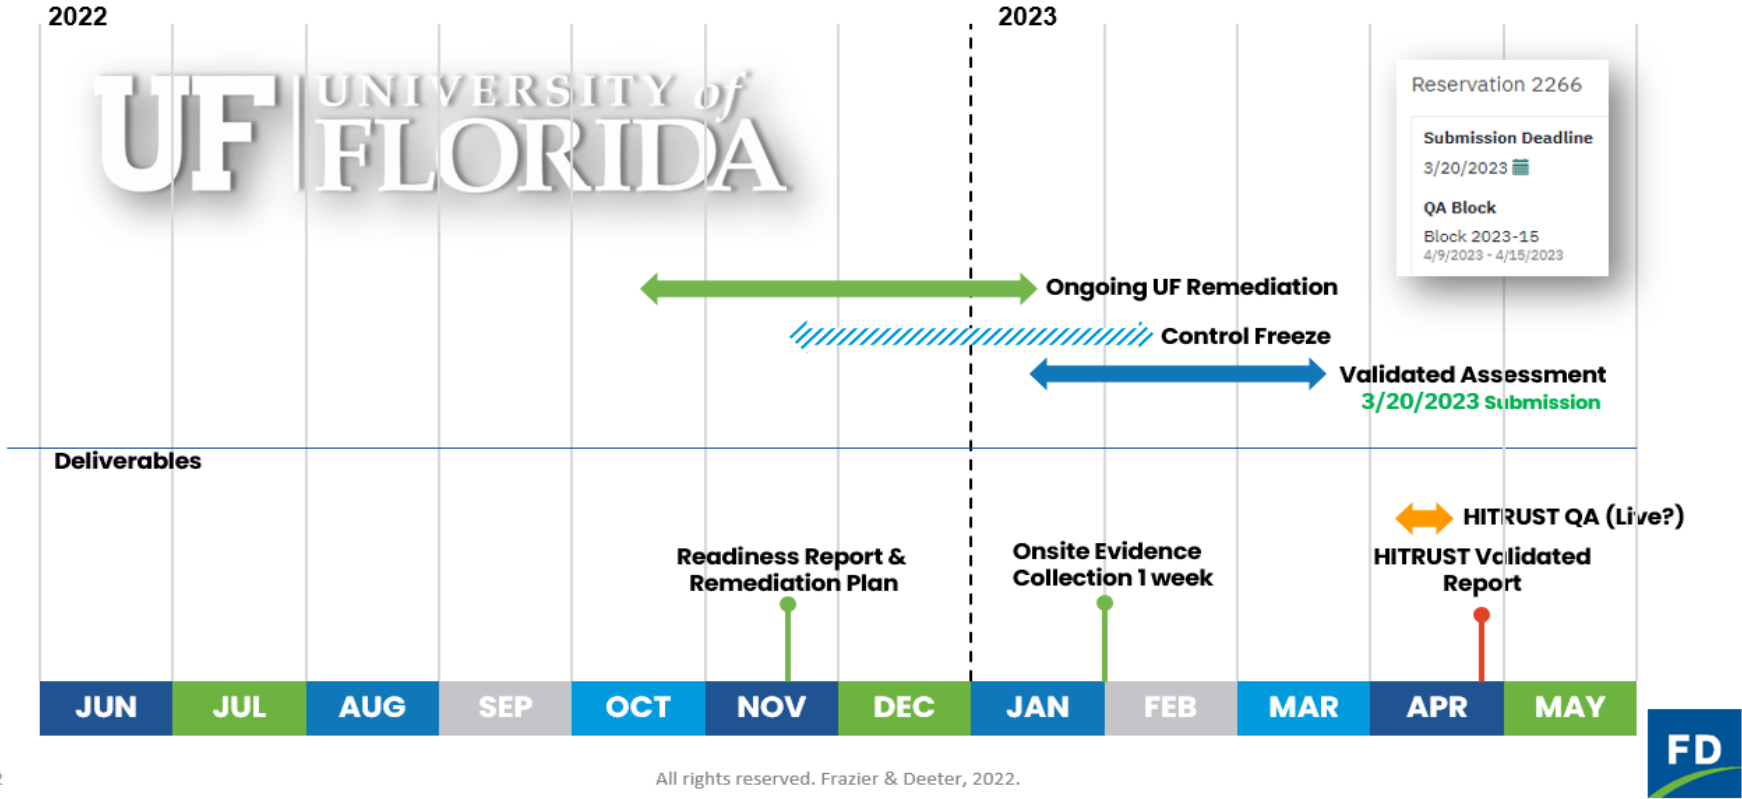 2022
2023
UF UNIVERSITY of
FLORIDA
Reservation 2266
Submission Deadline
3/20/2023
QA Block
Block 2023-15
4/9/2023 - 4/15/2023
Ongoing UF Remediation
Control Freeze
Validated Assessment
3/20/2023 Submission
Deliverables
HITRUST QA (Live?)
Readiness Report &
Remediation Plan
Onsite Evidence
Collection 1 week
HITRUST Validated
Report
JUN JUL AUG SEP OCT NOV DEC JAN FEB MAR APR MAY
FD
All rights reserved. Frazier & Deeter, 2022.